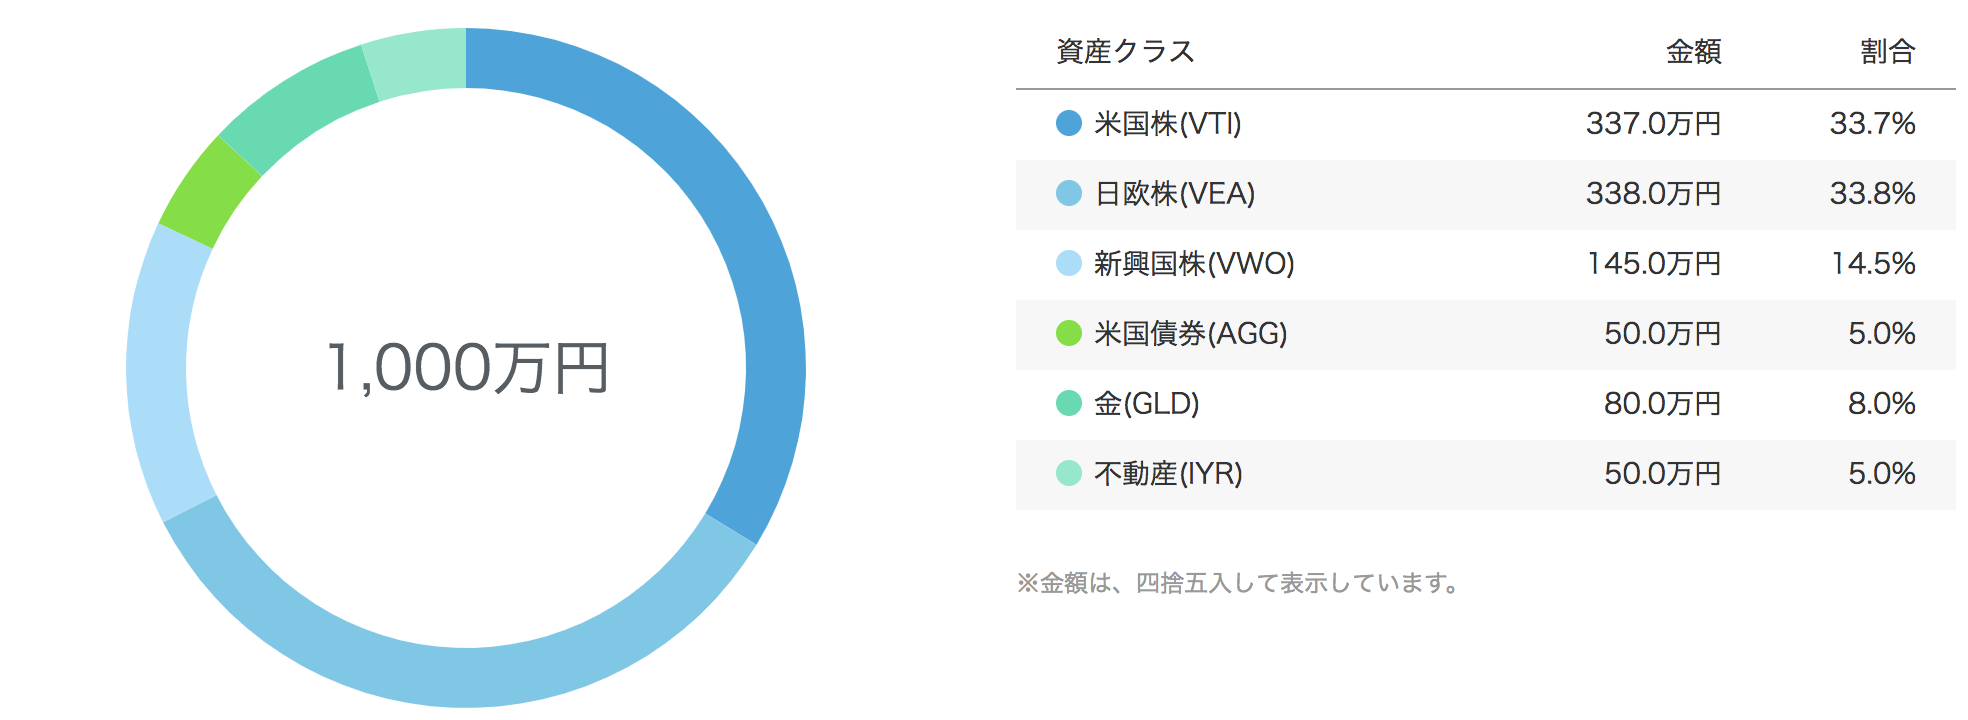 1,000万円
資産クラス 金額 割合
米国株(VTI) 337.0万円 33.7%
日欧株(VEA) 338.0万円 33.8%
新興国株(VWO) 145.0万円 14.5%
米国債券(AGG) 50.0万円 5.0%
金(GLD) 80.0万円 8.0%
不動産(IYR) 50.0万円 5.0%
※金額は、四捨五入して表示しています。